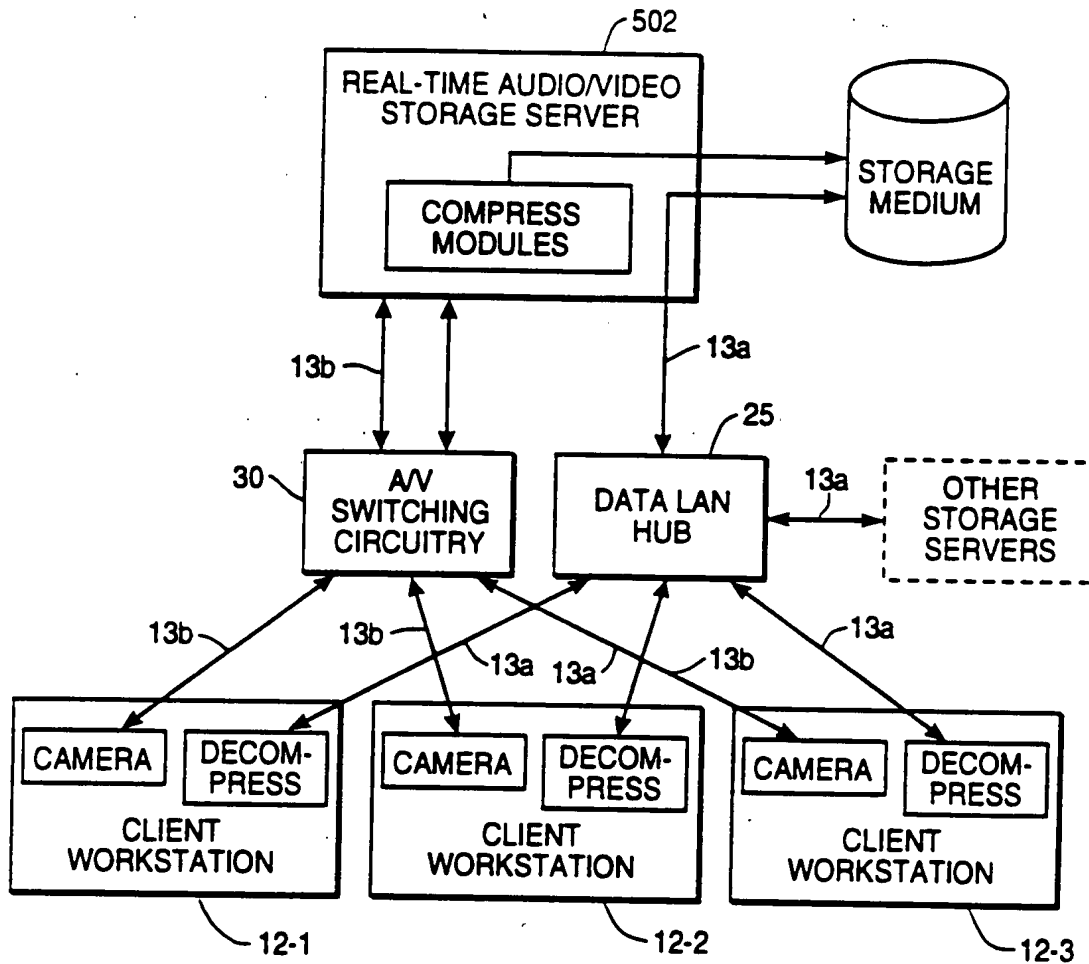 502
REAL-TIME AUDIO/VIDEO
STORAGE SERVER
COMPRESS
MODULES
STORAGE
MEDIUM
13b
13a
25
30
A/V
SWITCHING
CIRCUITRY
DATA LAN
HUB
13a
OTHER
STORAGE
SERVERS
13b
13b
13a
13a
13b
13a
CAMERA
DECOM-
PRESS
CLIENT
WORKSTATION
CAMERA
DECOM-
PRESS
CLIENT
WORKSTATION
CAMERA
DECOM-
PRESS
CLIENT
WORKSTATION
12-1
12-2
12-3